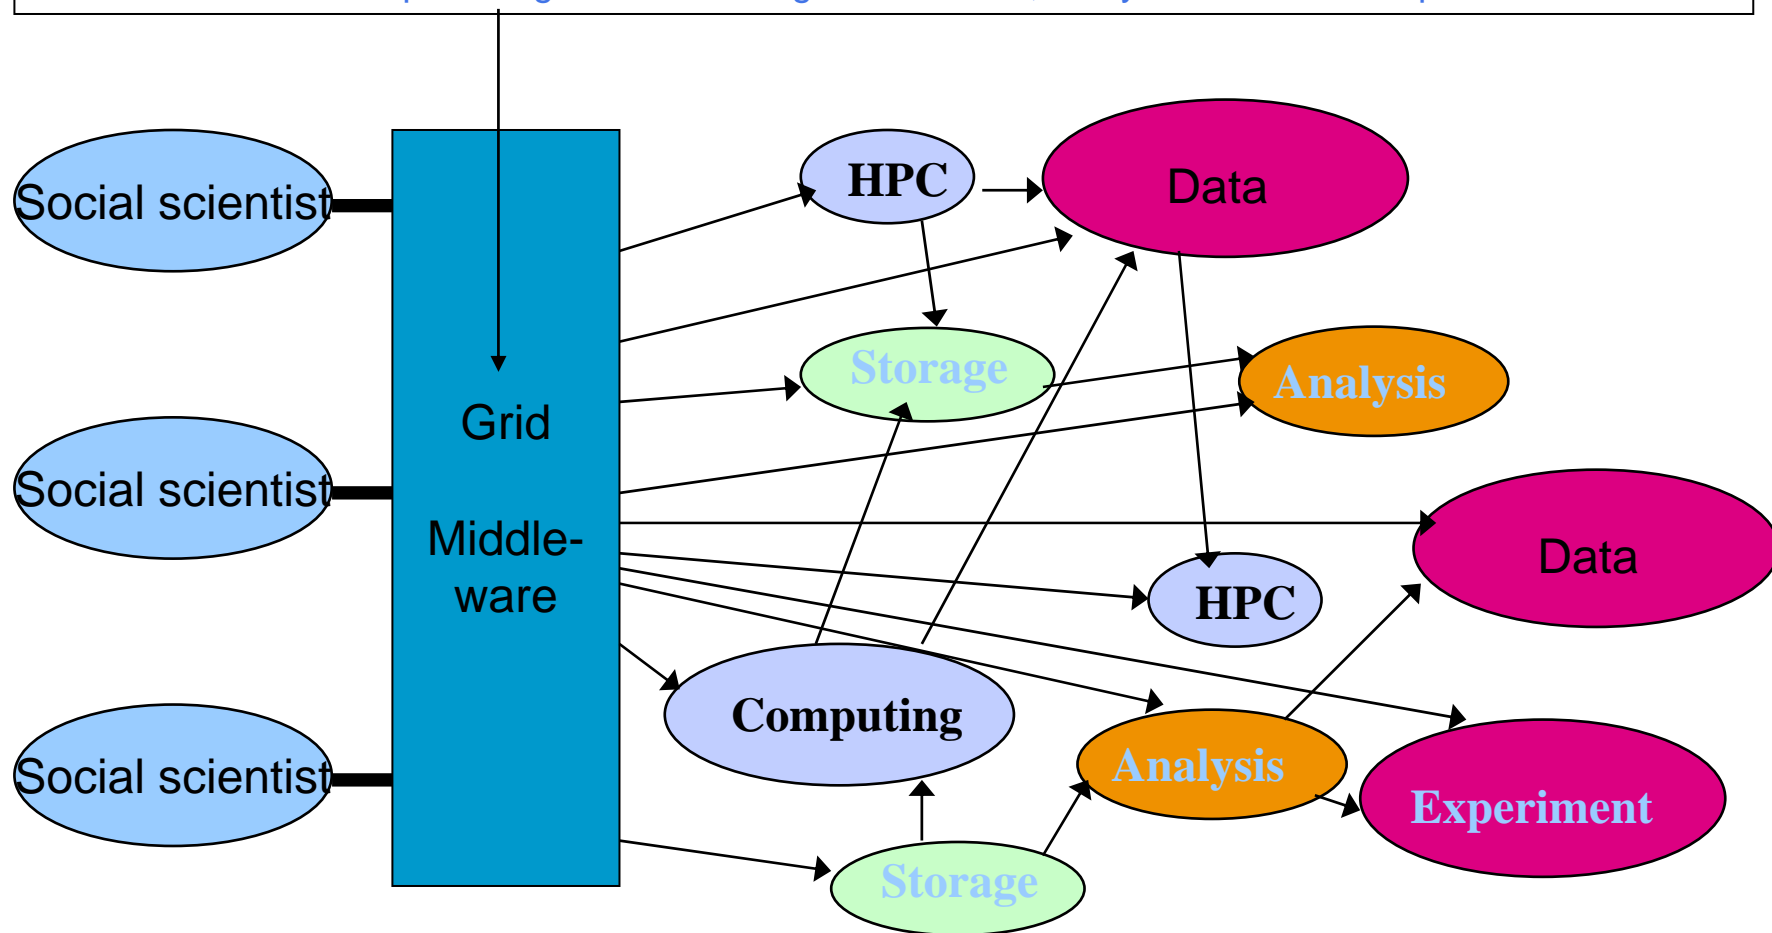 Social scientist
HPC
Data
Storage
Analysis
Grid
Social scientist
Middle-
ware
Data
HPC
Computing
Social scientist
Analysis
Experiment
Storage